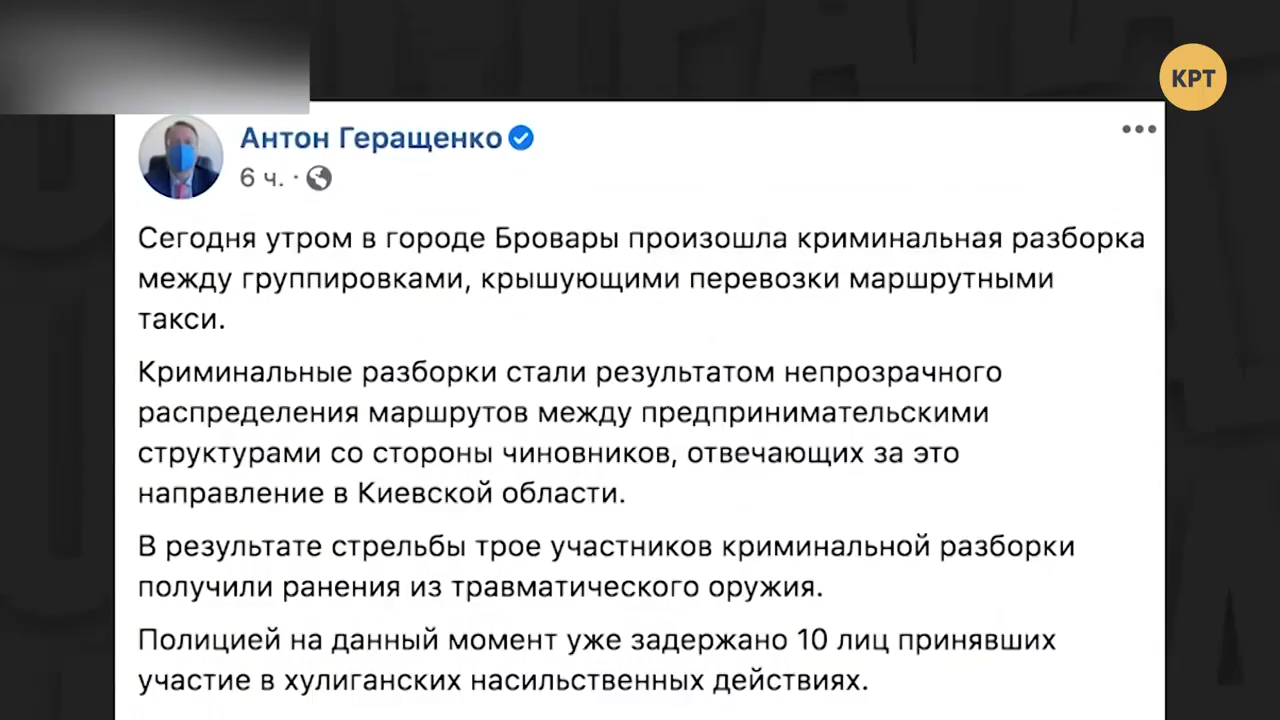 КРТ
Антон Геращенко
6 ч.
Сегодня утром в городе Бровары произошла криминальная разборка
между группировками, крышующими перевозки маршрутными
такси.
Криминальные разборки стали результатом непрозрачного
распределения маршрутов между предпринимательскими
структурами со стороны чиновников, отвечающих за это
направление в Киевской области.
В результате стрельбы трое участников криминальной разборки
получили ранения из травматического оружия.
Полицией на данный момент уже задержано 10 лиц принявших
участие в хулиганских насильственных действиях.